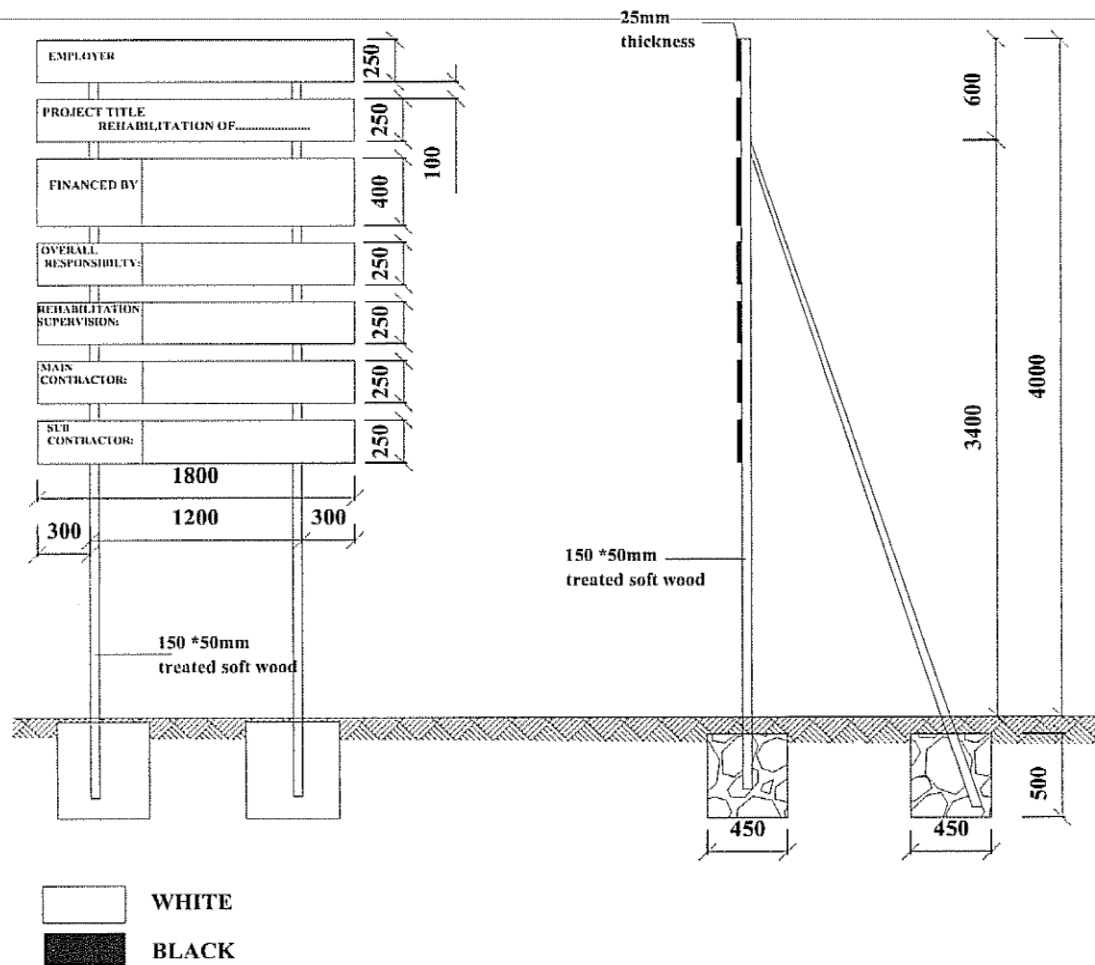 EMPLOYER
250
PROJECT TITLE
REHABILITATION OF......................
250
100
FINANCED BY
400
OVERALL
RESPONSIBILTY:
250
REHABILITATION
SUPERVISION:
250
MAIN
CONTRACTOR:
250
SUB
CONTRACTOR:
250
1800
300
1200
300
150 *50mm
treated soft wood
25mm
thickness
600
3400
4000
150 *50mm
treated soft wood
500
450
450
WHITE
BLACK